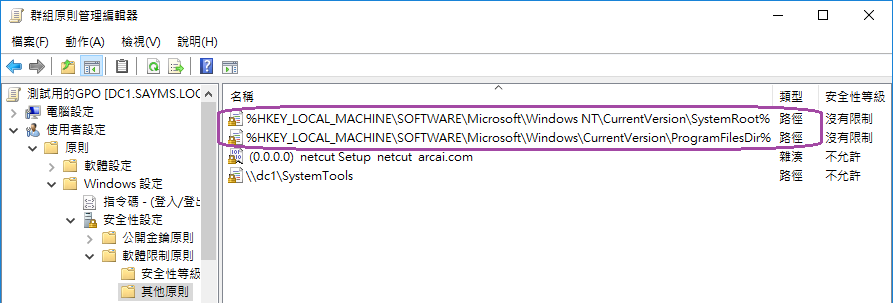 群組原則管理編輯器
檔案(F) 動作(A) 檢視(V) 說明(H)
測試用的GPO [DC1.SAYMS.LOC
電腦設定
使用者設定
原則
軟體設定
Windows 設定
指令碼 - (登入/登出
安全性設定
公開金鑰原則
軟體限制原則
安全性等級
其他原則
名稱 類型 安全性等級
%HKEY_LOCAL_MACHINE\SOFTWARE\Microsoft\Windows NT\CurrentVersion\SystemRoot% 路徑 沒有限制
%HKEY_LOCAL_MACHINE\SOFTWARE\Microsoft\Windows\CurrentVersion\ProgramFilesDir% 路徑 沒有限制
(0.0.0.0) netcut Setup netcut arcai.com 雜湊 不允許
\\dc1\SystemTools 路徑 不允許